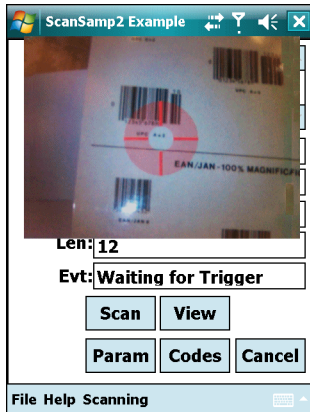 ScanSamp2 Example
EAN/JAN-100% MAGNIFIC
Len: 12
Evt: Waiting for Trigger
Scan View
Param Codes Cancel
File Help Scanning